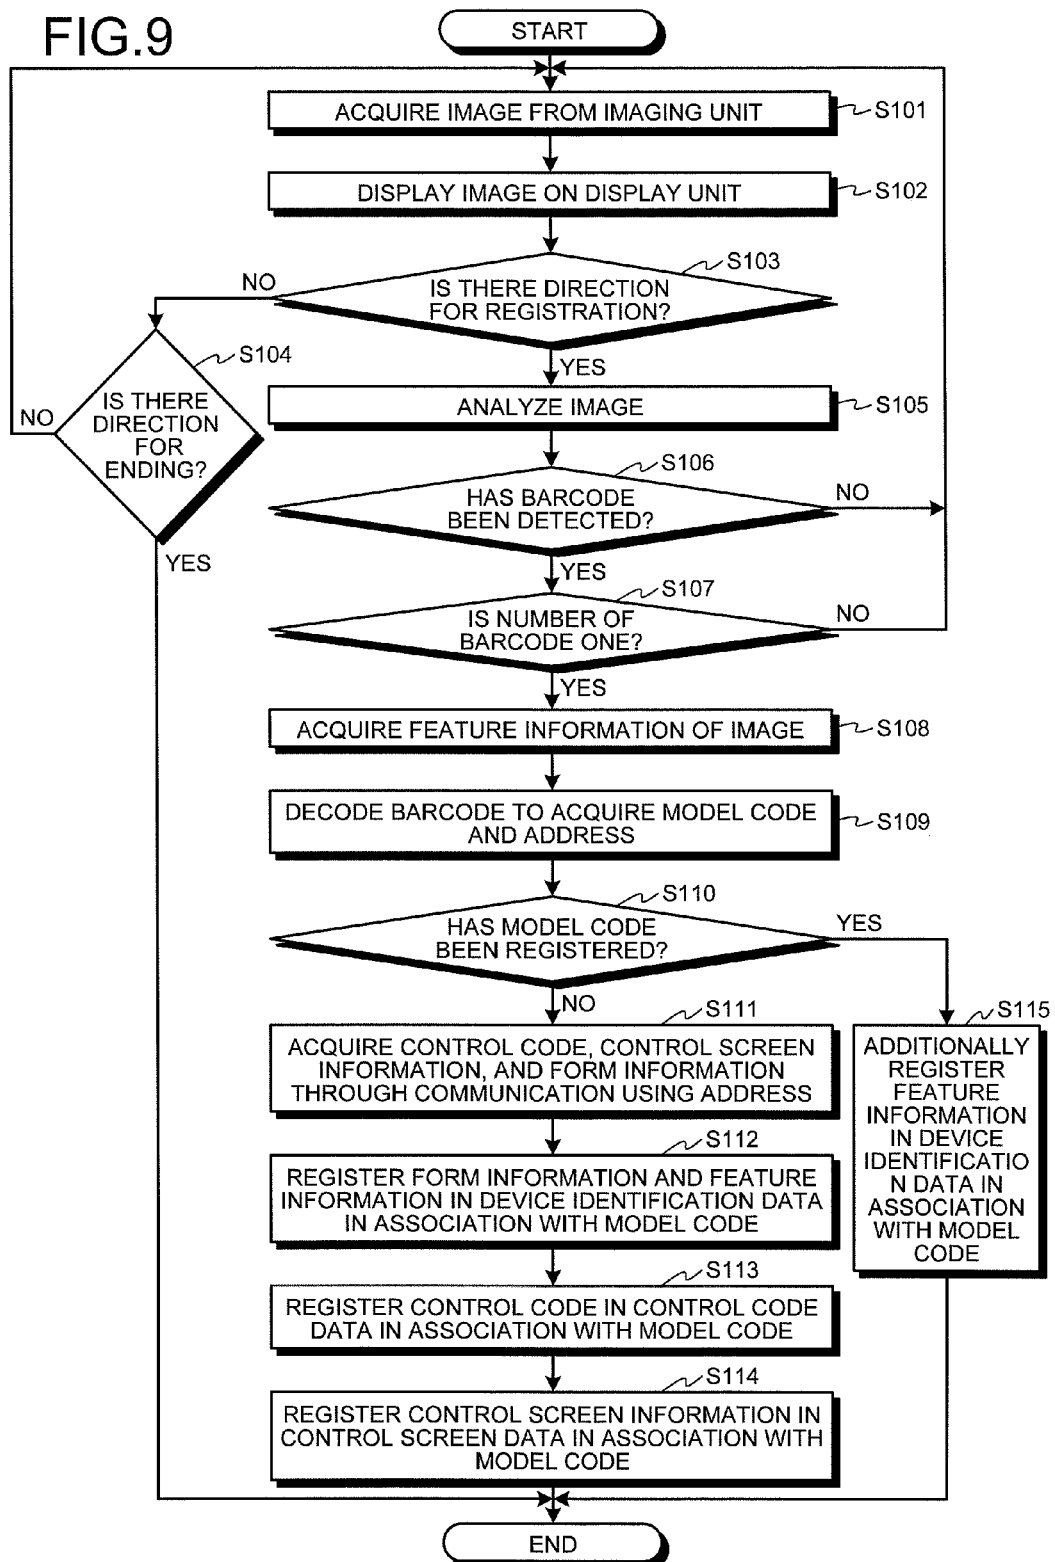 FIG.9
START
ACQUIRE IMAGE FROM IMAGING UNIT
S101
DISPLAY IMAGE ON DISPLAY UNIT
S102
S103
NO
IS THERE DIRECTION
FOR REGISTRATION?
YES
S104
NO
IS THERE
DIRECTION
FOR
ENDING?
YES
ANALYZE IMAGE
S105
S106
HAS BARCODE
BEEN DETECTED?
NO
YES
S107
IS NUMBER OF
BARCODE ONE?
NO
YES
ACQUIRE FEATURE INFORMATION OF IMAGE
S108
DECODE BARCODE TO ACQUIRE MODEL CODE
AND ADDRESS
S109
S110
HAS MODEL CODE
BEEN REGISTERED?
YES
NO
S111
ACQUIRE CONTROL CODE, CONTROL SCREEN
INFORMATION, AND FORM INFORMATION
THROUGH COMMUNICATION USING ADDRESS
S115
ADDITIONALLY
REGISTER
FEATURE
INFORMATION
IN DEVICE
IDENTIFICATIO
N DATA IN
ASSOCIATION
WITH MODEL
CODE
S112
REGISTER FORM INFORMATION AND FEATURE
INFORMATION IN DEVICE IDENTIFICATION DATA
IN ASSOCIATION WITH MODEL CODE
S113
REGISTER CONTROL CODE IN CONTROL CODE
DATA IN ASSOCIATION WITH MODEL CODE
S114
REGISTER CONTROL SCREEN INFORMATION IN
CONTROL SCREEN DATA IN ASSOCIATION WITH
MODEL CODE
END